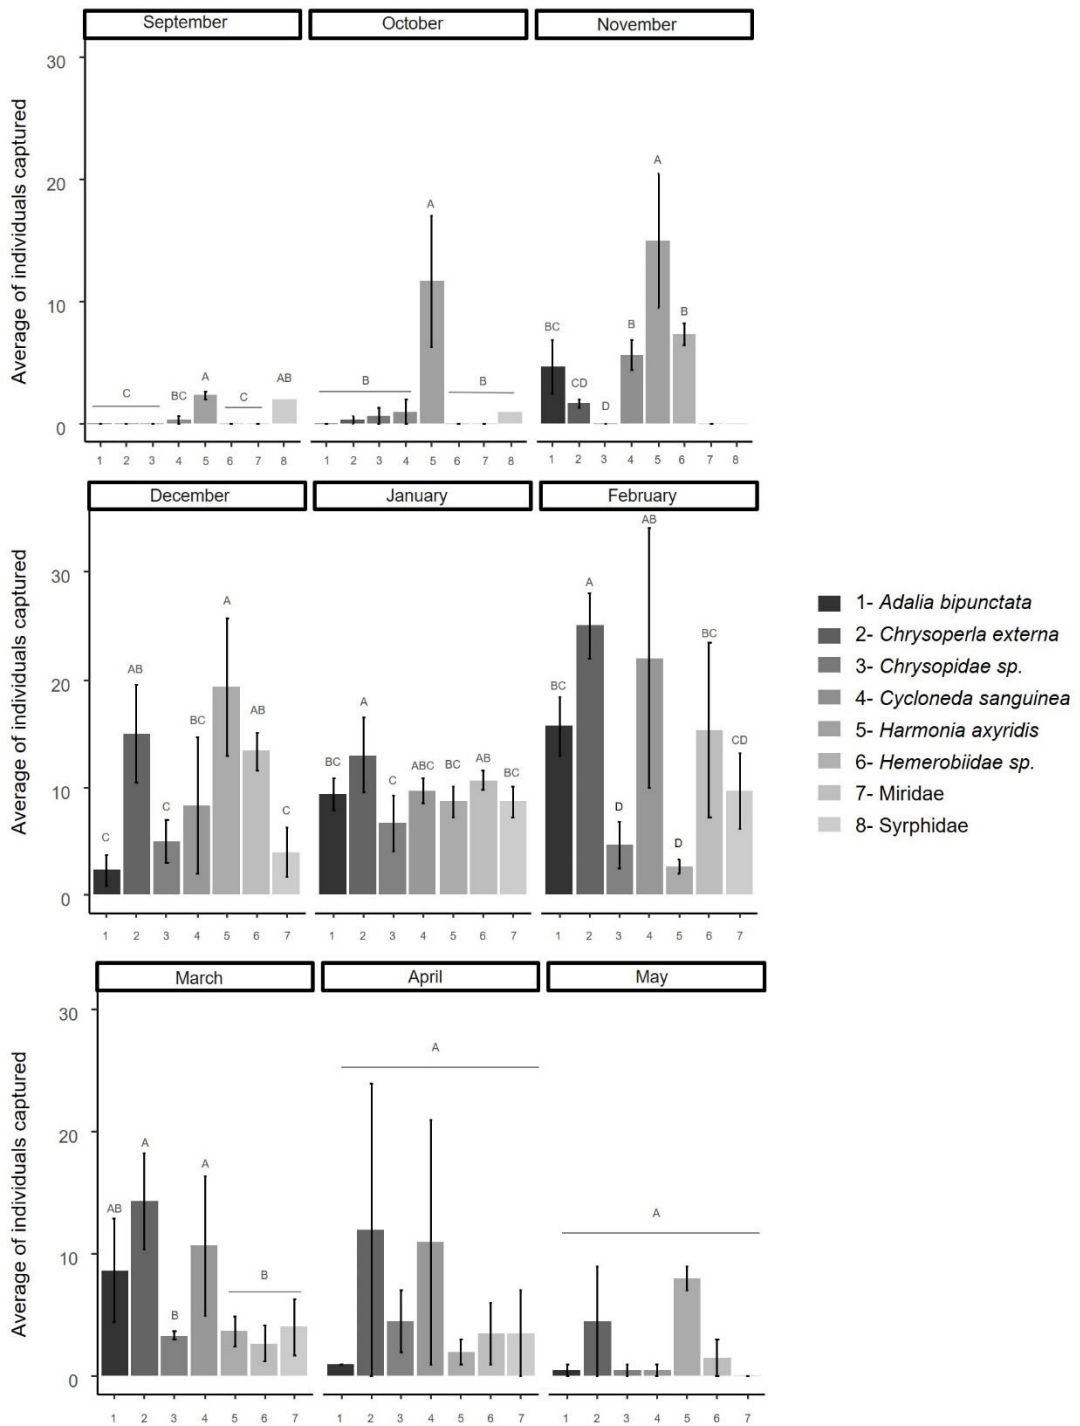 September October November
Average of individuals captured
30
20
10
0
C BC A C AB
B A B
BC CD D B A B
1 2 3 4 5 6 7 8
1 2 3 4 5 6 7 8
1 2 3 4 5 6 7 8
December January February
Average of individuals captured
30
20
10
0
C AB C BC A AB C
BC A C ABC BC AB BC
BC A D AB D BC CD
1 2 3 4 5 6 7
1 2 3 4 5 6 7
1 2 3 4 5 6 7
1- Adalia bipunctata
2- Chrysoperla externa
3- Chrysopidae sp.
4- Cycloneda sanguinea
5- Harmonia axyridis
6- Hemerobiidae sp.
7- Miridae
8- Syrphidae
March April May
Average of individuals captured
30
20
10
0
AB A B A B
A
A
1 2 3 4 5 6 7
1 2 3 4 5 6 7
1 2 3 4 5 6 7